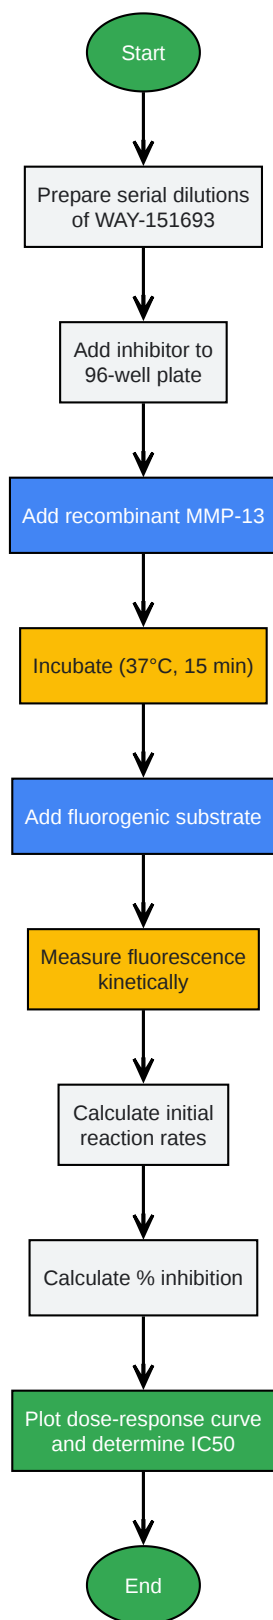 Start
Prepare serial dilutions
of WAY-151693
Add inhibitor to
96-well plate
Add recombinant MMP-13
Incubate (37°C, 15 min)
Add fluorogenic substrate
Measure fluorescence
kinetically
Calculate initial
reaction rates
Calculate % inhibition
Plot dose-response curve
and determine IC50
End